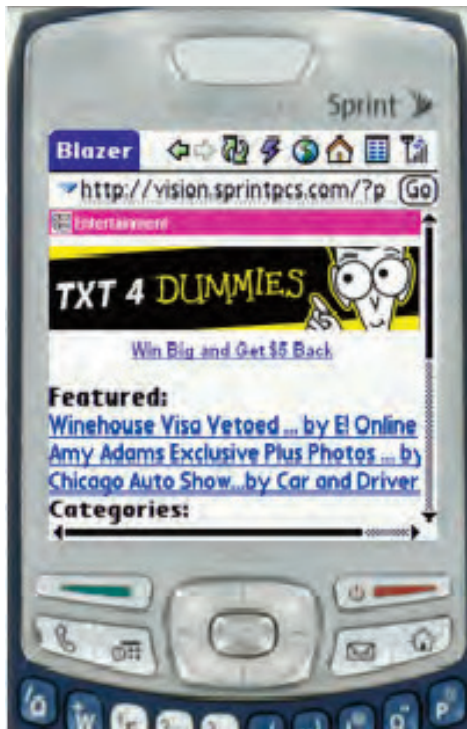 Sprint
Blazer
http://vision.sprintpcs.com/?p Go
Entertainment
TXT 4 DUMMIES
Win Big and Get $5 Back
Featured:
Winehouse Visa Vetoed ... by E! Online
Amy Adams Exclusive Plus Photos ... by
Chicago Auto Show...by Car and Driver
Categories:
Q W O P